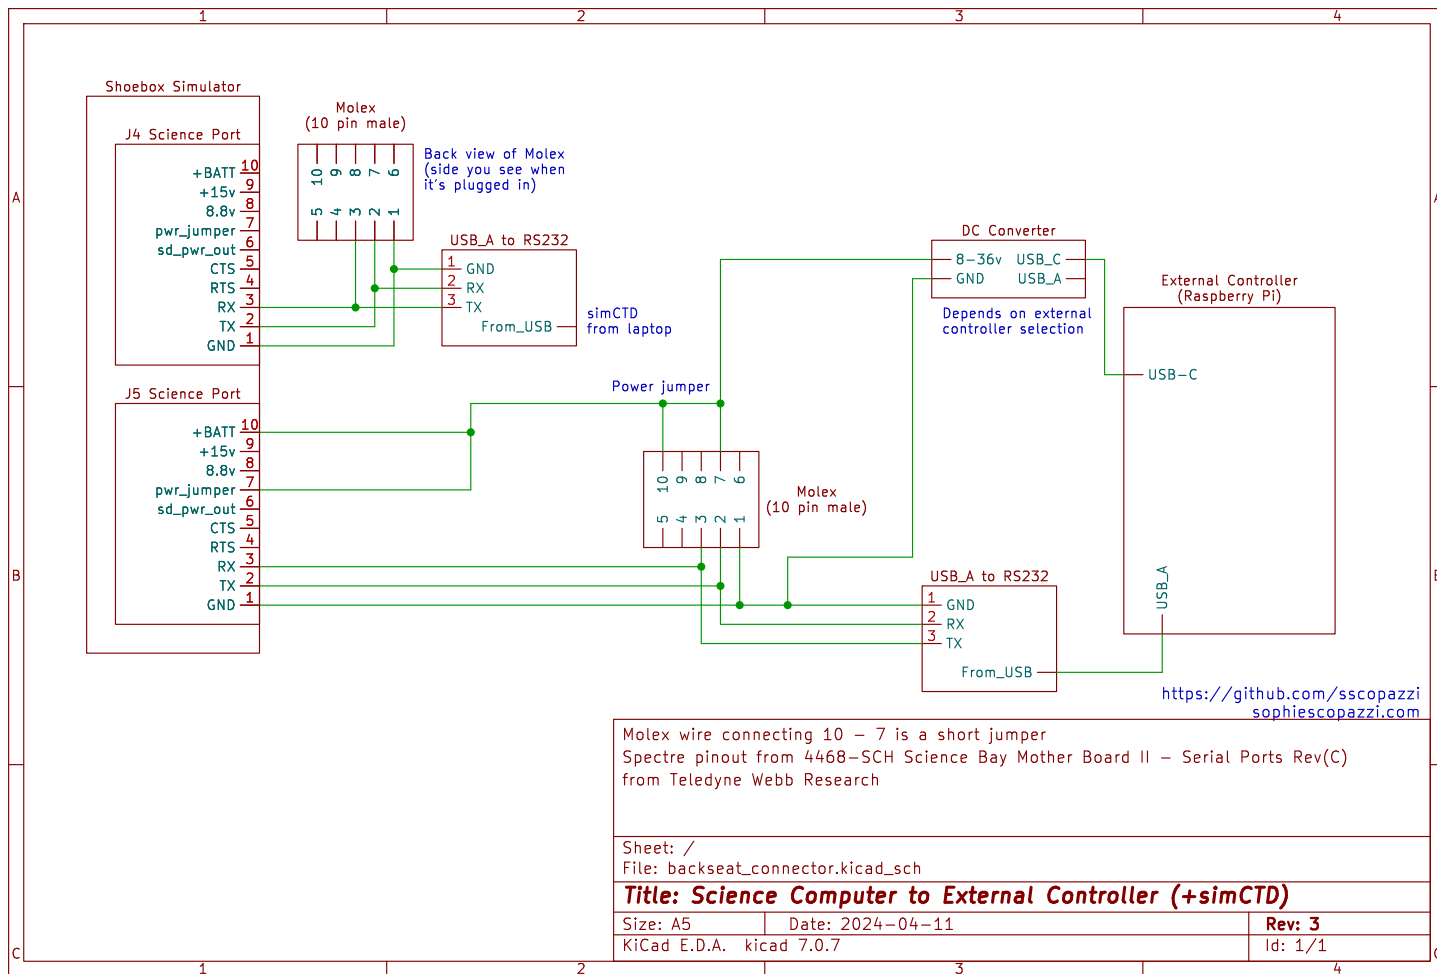 1 2 3 4
Shoebox Simulator
J4 Science Port
+BATT 10
+15v 9
8.8v 8
pwr_jumper 7
sd_pwr_out 6
CTS 5
RTS 4
RX 3
TX 2
GND 1
Molex
(10 pin male)
10 9 8 7 6
5 4 3 2 1
Back view of Molex
(side you see when
it's plugged in)
USB_A to RS232
1 GND
2 RX
3 TX
From_USB
simCTD
from laptop
A
DC Converter
8-36v USB_C
GND USB_A
Depends on external
controller selection
External Controller
(Raspberry Pi)
USB-C
USB_A
J5 Science Port
+BATT 10
+15v 9
8.8v 8
pwr_jumper 7
sd_pwr_out 6
CTS 5
RTS 4
RX 3
TX 2
GND 1
Power jumper
10 9 8 7 6
5 4 3 2 1
Molex
(10 pin male)
B
USB_A to RS232
1 GND
2 RX
3 TX
From_USB
https://github.com/sscopazzi
sophiescopazzi.com
Molex wire connecting 10 - 7 is a short jumper
Spectre pinout from 4468-SCH Science Bay Mother Board II - Serial Ports Rev(C)
from Teledyne Webb Research
Sheet: /
File: backseat_connector.kicad_sch
Title: Science Computer to External Controller (+simCTD)
Size: A5 Date: 2024-04-11 Rev: 3
KiCad E.D.A. kicad 7.0.7 Id: 1/1
C
1 2 3 4